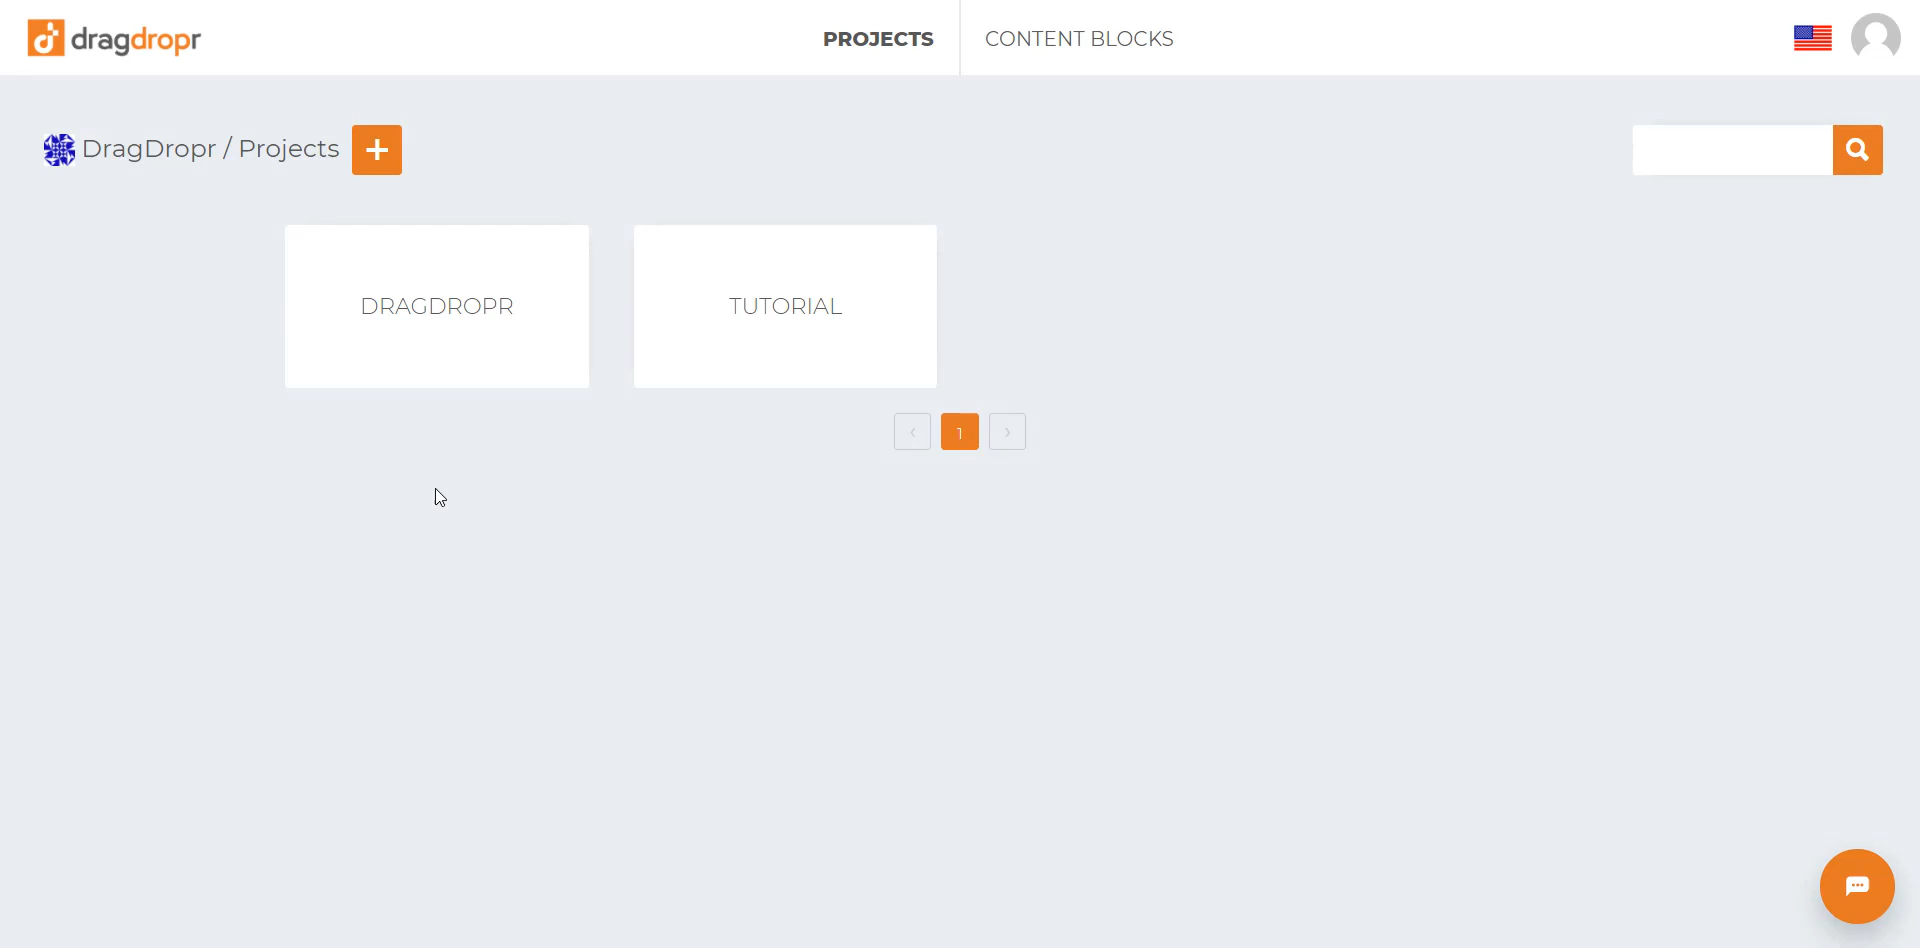 dragdropr
PROJECTS
CONTENT BLOCKS
DragDropr / Projects
DRAGDROPR
TUTORIAL
1